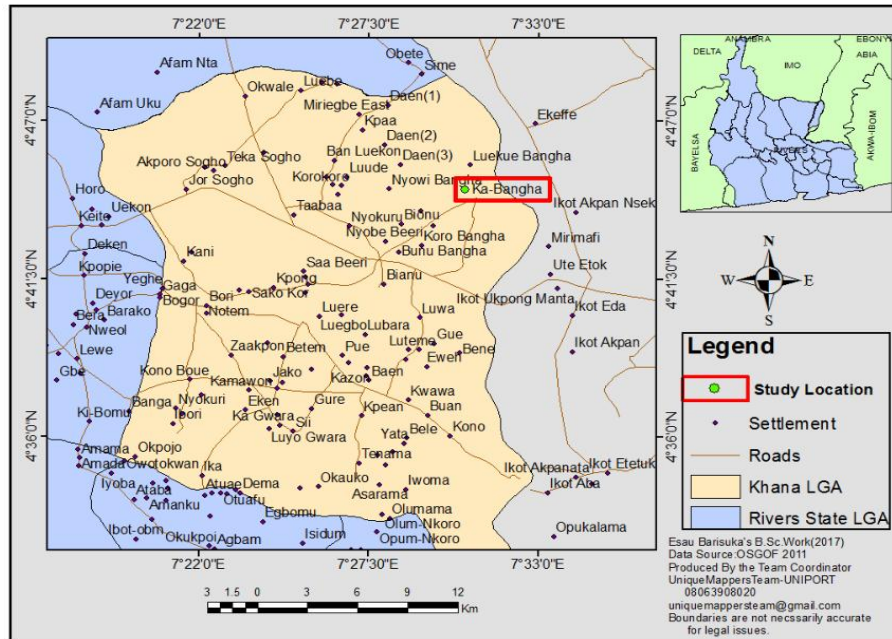 7°22'0"E 7°27'30"E 7°33'0"E
Afam Nta
Obete
Sime
Luebe
Okwale
Daen(1)
Afam Uku
Miriegbe East
Ekeffe
4°47'0"N
Kpaa
Daen(2)
Teka Sogho
Ban Luekon
Daen(3)
Luekue Bangha
Akporo Sogho
Korokoro
Luude
Jor Sogho
Nyowi Bangha
Ka-Bangha
Horo
Uekon
Keite
Taabaa
Nyokuru
Bionu
Ikot Akpan Nsek
Nyobe Beeri
Koro Bangha
Bunu Bangha
Mirimafi
Deken
Kani
Kpopie
Saa Beeri
Ute Etok
Yeghe
Gaga
Kpong
Bianu
4°41'30"N
Deyor
Bogor
Bori
Sako Kor
Ikot Ukpong Manta
Bera
Barako
Notem
Luere
Luwa
Ikot Eda
Nweol
Luegbo
Lubara
Lewe
Zaakpon
Betem
Pue
Luteme
Gue
Bene
Ikot Akpan
Gbe
Kono Boue
Jako
Baen
Ewen
Kamawon
Kazor
Nyokuri
Kwawa
Banga
Eken
Gure
Kpean
Buan
Ki-Bomu
Ibori
Ka Gwara
Sii
4°36'0"N
Luyo Gwara
Yata
Bele
Kono
Amama
Okpojo
Tenama
Amada
Owotokwan
Ika
Ikot Akpanata
Ikot Etetuk
Iyoba
Ataba
Atuae
Dema
Okauko
Asarama
Iwoma
Ikot Aba
Amanku
Otuafu
Olumama
Ibot-obm
Egbomu
Olum-Nkoro
Okukpoi
Agbam
Isidum
Opum-Nkoro
Opukalama
7°22'0"E 7°27'30"E 7°33'0"E
4°47'0"N
4°41'30"N
4°36'0"N
3 1.5 0 3 6 9 12
Km
ANAMBRA
EBONYI
DELTA
IMO
ABIA
RIVERS
BAYELSA
AKWA-IBOM
N
W E
S
Legend
Study Location
Settlement
Roads
Khana LGA
Rivers State LGA
Esau Barisuka's B.Sc.Work(2017)
Data Source:OSGOF 2011
Produced By the Team Coordinator
UniqueMappersTeam-UNIPORT
08063908020
uniquemappersteam@gmail.com
Boundaries are not necssarily accurate
for legal issues.